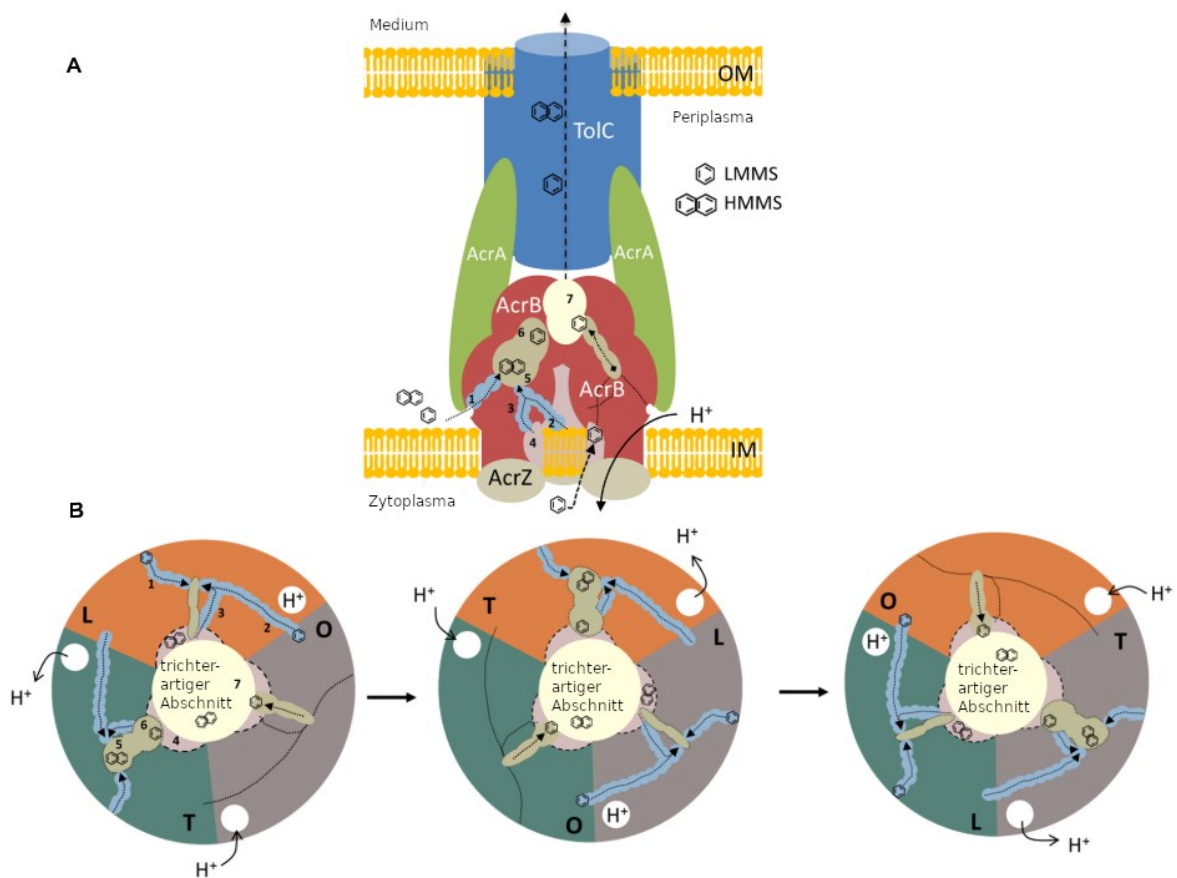 Medium
A
OM
Periplasma
TolC
LMMS
HMMS
AcrA
AcrA
7
AcrB
6
5
AcrB
1
3
2
H+
4
IM
AcrZ
Zytoplasma
B
H+
1
H+
3
L
2
O
trichter-
artiger
Abschnitt
7
H+
6
5
4
T
H+
H+
H+
T
L
trichter-
artiger
Abschnitt
H+
O
H+
O
H+
T
trichter-
artiger
Abschnitt
L
H+